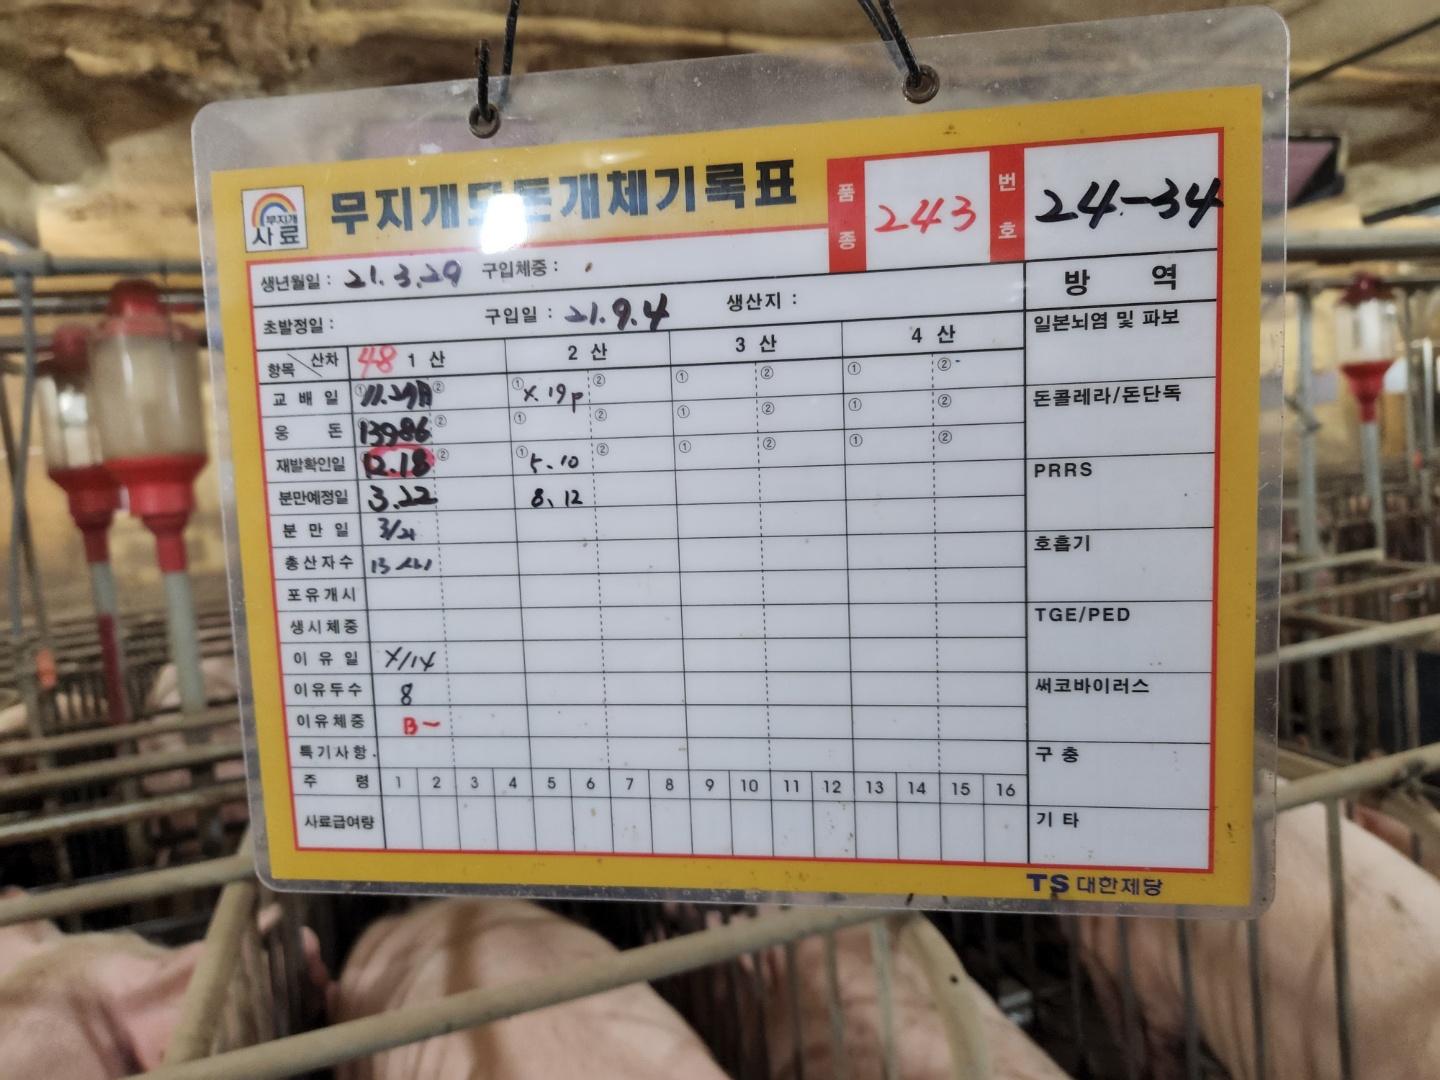 무지개
사료
무지개모돈개체기록표
품종
243
번호
24-34
생년월일 : 21.3.29 구입체중 :
초발정일 : 구입일 : 21.9.4 생산지 :
방 역
항목 산차 48 1 산 2 산 3 산 4 산
교 배 일 ① ② ① X.19p ② ① ② ① ②
웅 돈 13986 ② ① ② ① ② ① ②
재발확인일 12.18 ② ① 5.10 ② ① ② ① ②
분만예정일 3.22 8.12
분 만 일 3/21
총산자수 13
포유개시
생시체중
이 유 일 X/14
이유두수 8
이유체중 B-
특기사항.
주 령 1 2 3 4 5 6 7 8 9 10 11 12 13 14 15 16
사료급여량
일본뇌염 및 파보
돈콜레라/돈단독
PRRS
호흡기
TGE/PED
써코바이러스
구 충
기 타
TS 대한제당